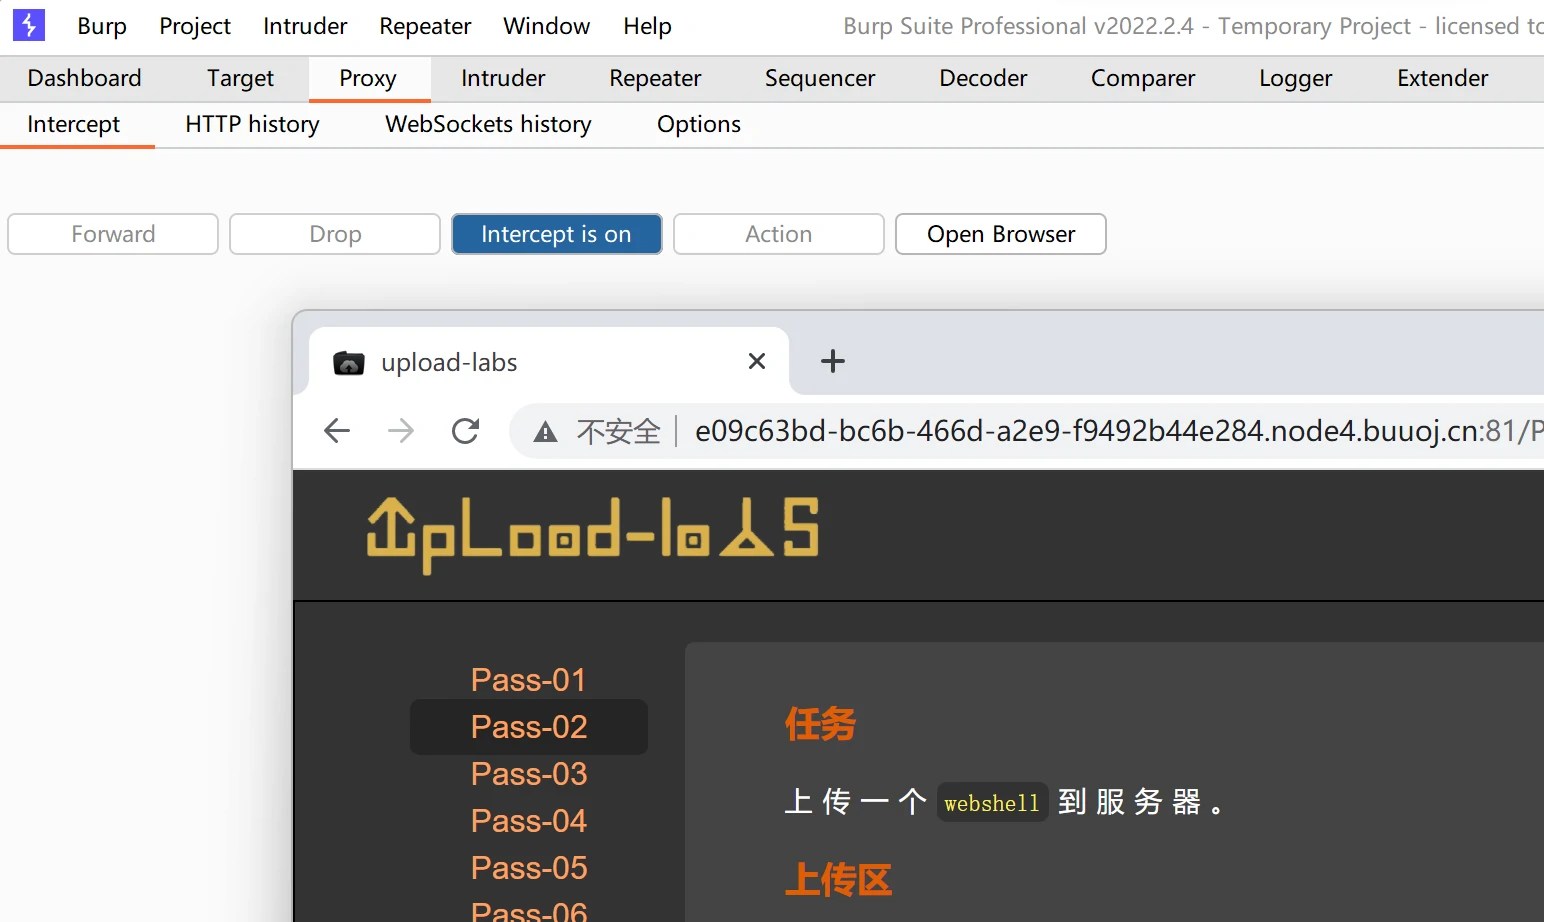 Burp Project Intruder Repeater Window Help Burp Suite Professional v2022.2.4 - Temporary Project - licensed to
Dashboard Target Proxy Intruder Repeater Sequencer Decoder Comparer Logger Extender
Intercept HTTP history WebSockets history Options
Forward Drop Intercept is on Action Open Browser
upload-labs
不安全 e09c63bd-bc6b-466d-a2e9-f9492b44e284.node4.buuoj.cn:81/P
UpLoad-labs
Pass-01
Pass-02
Pass-03
Pass-04
Pass-05
Pass-06
任务
上传一个 webshell 到服务器。
上传区